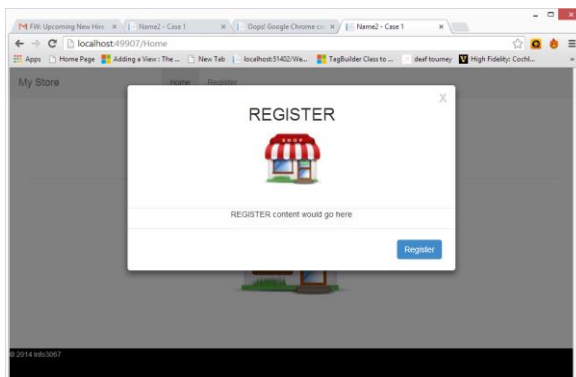 FW: Upcoming New Hire
Name2 - Case 1
Oops! Google Chrome co
Name2 - Case 1
localhost:49907/Home
Apps
Home Page
Adding a View : The ...
New Tab
localhost:51402/We...
TagBuilder Class to ...
deaf tourney
High Fidelity: Cochl...
My Store
Home
Register
X
REGISTER
SHOP
REGISTER content would go here
Register
© 2014 Info3067